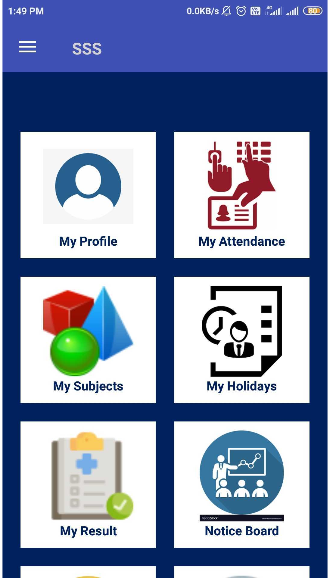 1:49 PM 0.0KB/s 80
SSS
My Profile My Attendance
My Subjects My Holidays
My Result Notice Board